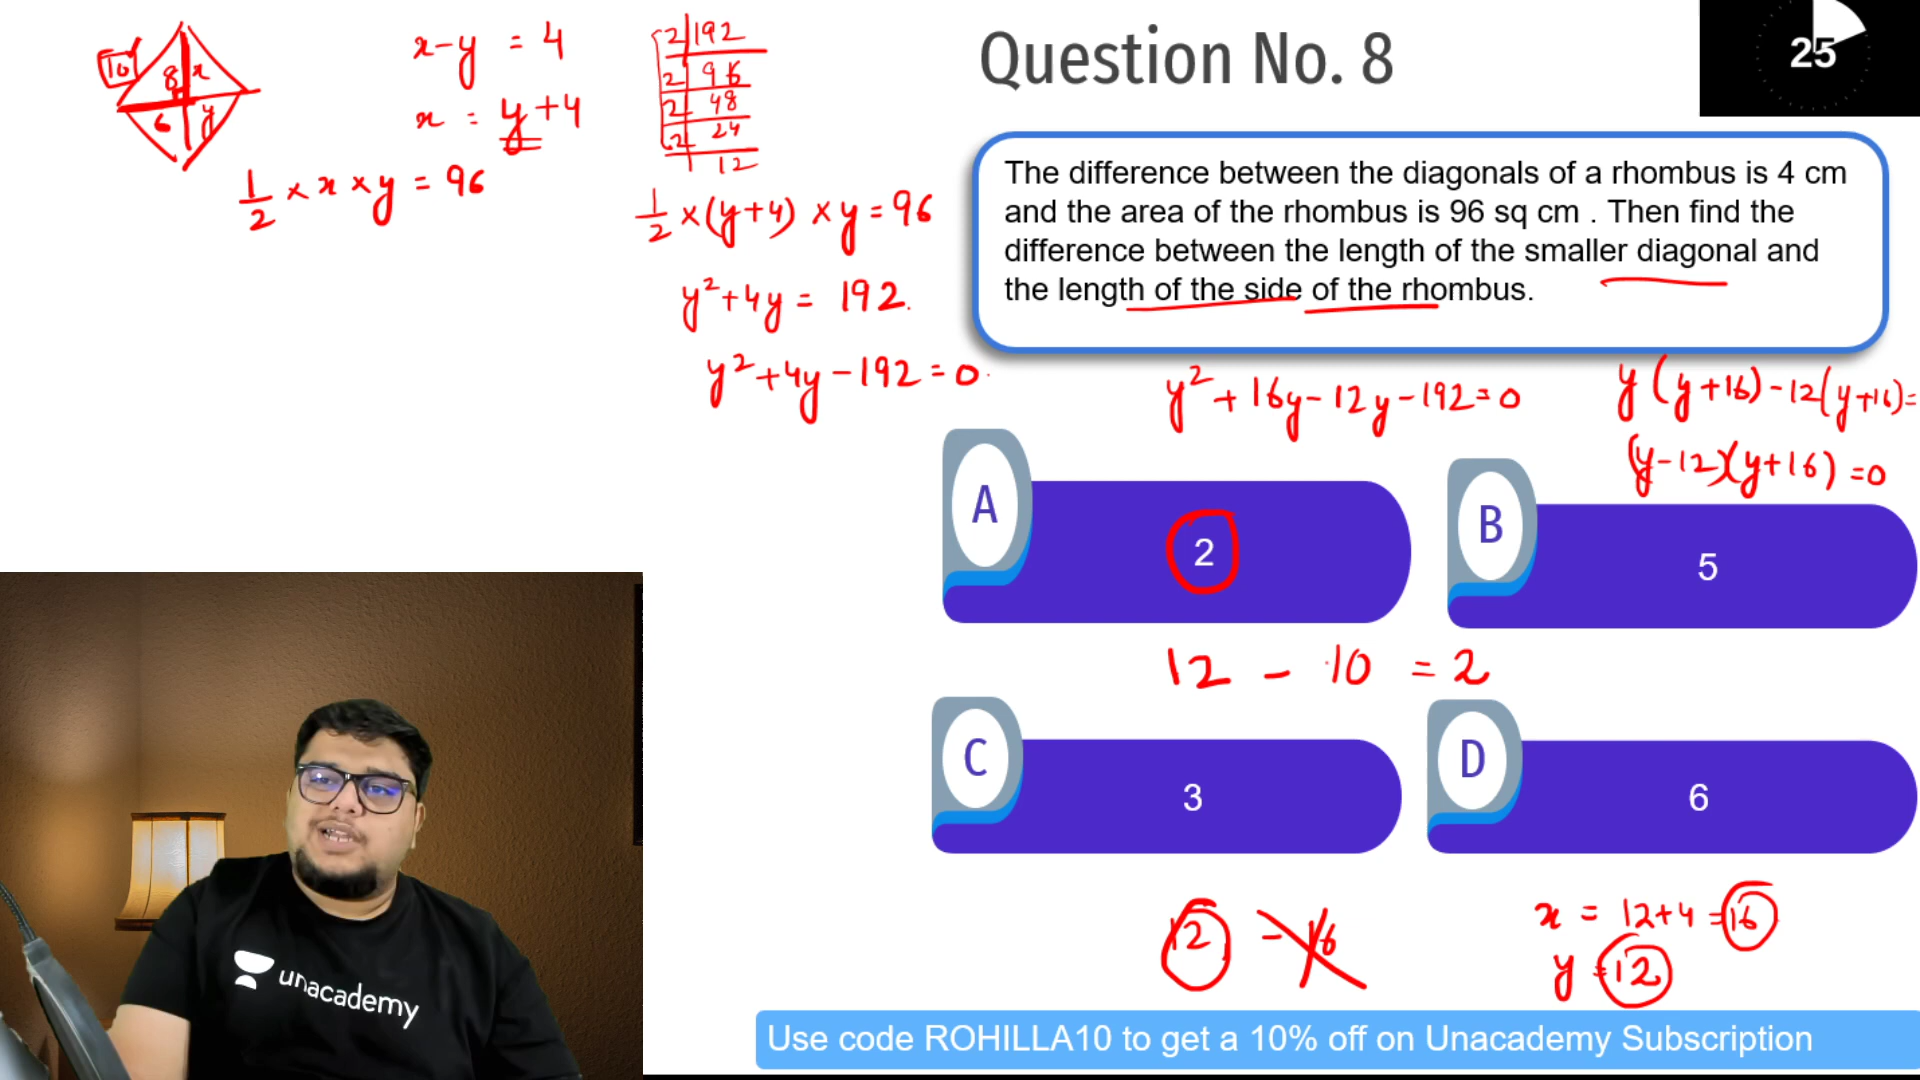 Question No. 8
25
The difference between the diagonals of a rhombus is 4 cm
and the area of the rhombus is 96 sq cm . Then find the
difference between the length of the smaller diagonal and
the length of the side of the rhombus.
10
8 x
6 y
x-y = 4
x = y+4
1/2 × x × y = 96
2 | 192
2 | 96
2 | 48
2 | 24
| 12
1/2 × (y+4) × y = 96
y² + 4y = 192.
y² + 4y - 192 = 0
y² + 16y - 12y - 192 = 0
y (y+16) - 12(y+16) =
(y-12)(y+16) = 0
A
2
B
5
12 - 10 = 2
C
3
D
6
12 - 16
x = 12+4 = 16
y = 12
unacademy
Use code ROHILLA10 to get a 10% off on Unacademy Subscription